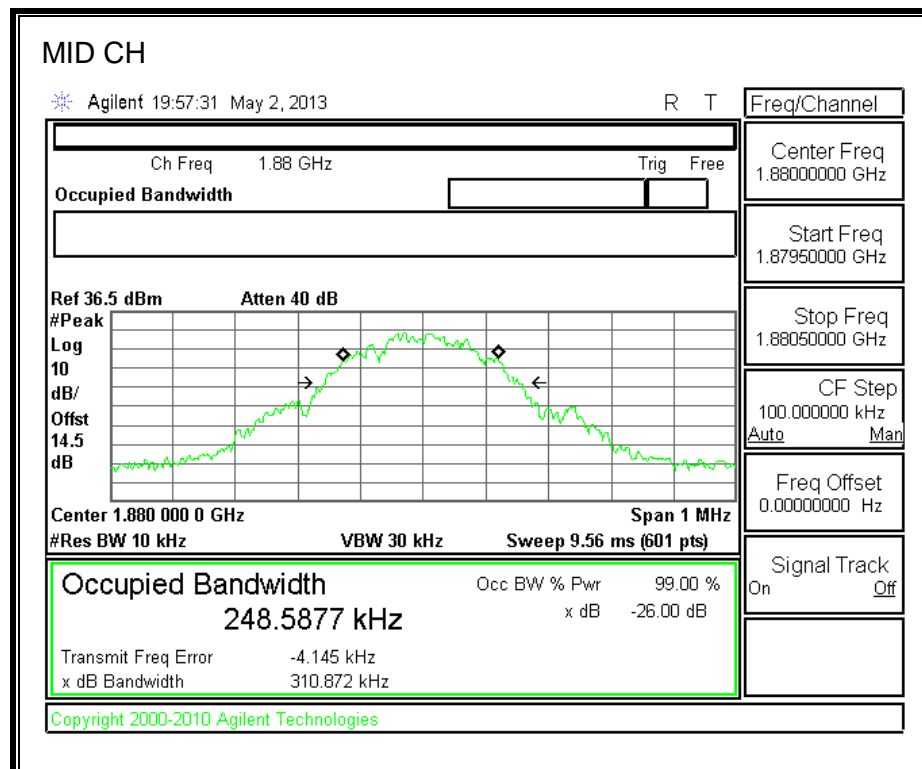 MID CH
Agilent 19:57:31 May 2, 2013 R T
Freq/Channel
Ch Freq 1.88 GHz Trig Free
Occupied Bandwidth
Center Freq
1.88000000 GHz
Start Freq
1.87950000 GHz
Stop Freq
1.88050000 GHz
CF Step
100.000000 kHz
Auto Man
Freq Offset
0.00000000 Hz
Signal Track
On Off
Ref 36.5 dBm Atten 40 dB
#Peak
Log
10
dB/
Offst
14.5
dB
Center 1.880 000 0 GHz Span 1 MHz
#Res BW 10 kHz VBW 30 kHz Sweep 9.56 ms (601 pts)
Occupied Bandwidth Occ BW % Pwr 99.00 %
248.5877 kHz x dB -26.00 dB
Transmit Freq Error -4.145 kHz
x dB Bandwidth 310.872 kHz
Copyright 2000-2010 Agilent Technologies